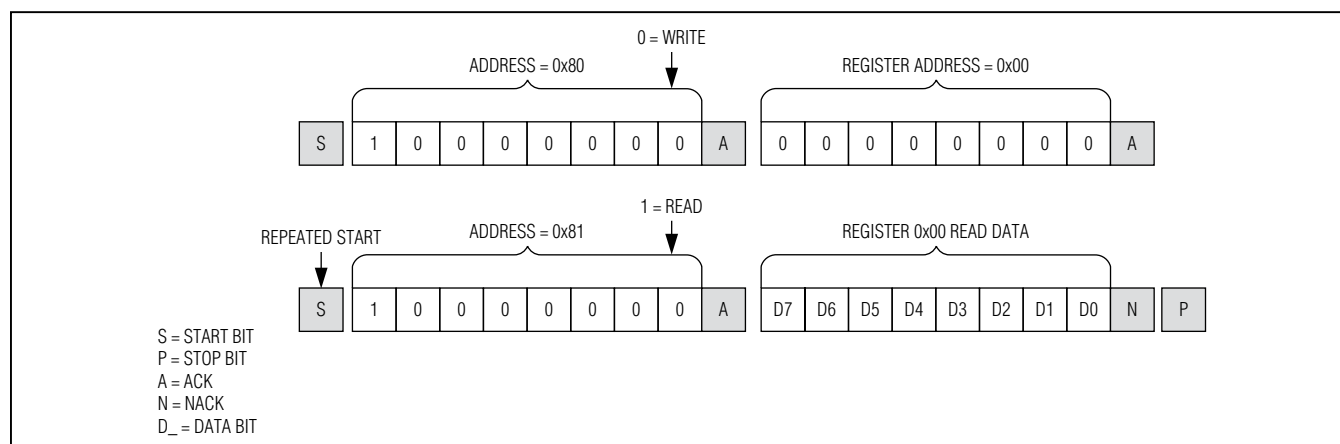 0 = WRITE
ADDRESS = 0x80 REGISTER ADDRESS = 0x00
S 1 0 0 0 0 0 0 0 A 0 0 0 0 0 0 0 0 A
1 = READ
REPEATED START ADDRESS = 0x81 REGISTER 0x00 READ DATA
S 1 0 0 0 0 0 0 0 A D7 D6 D5 D4 D3 D2 D1 D0 N P
S = START BIT
P = STOP BIT
A = ACK
N = NACK
D_ = DATA BIT